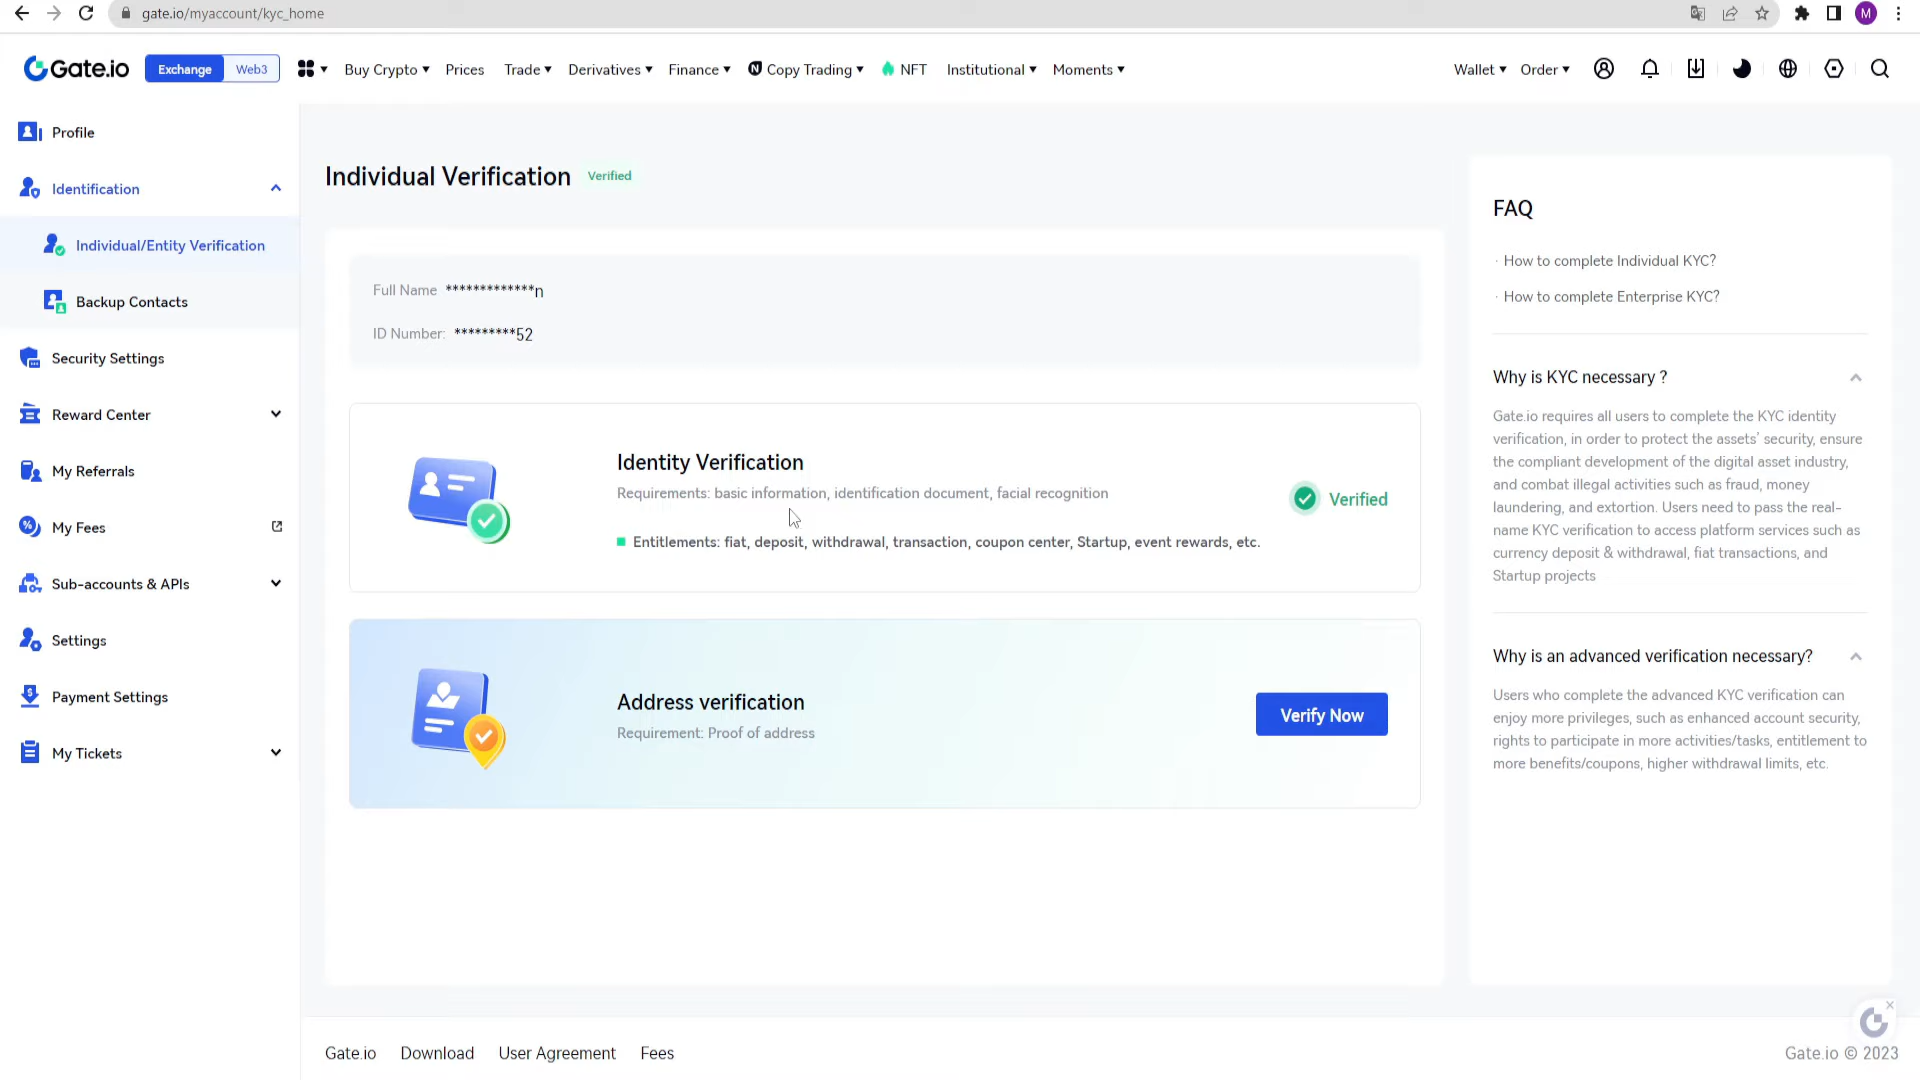 gate.io/myaccount/kyc_home
M
Gate.io
Exchange
Web3
Buy Crypto
Prices
Trade
Derivatives
Finance
Copy Trading
NFT
Institutional
Moments
Wallet
Order
Profile
Identification
Individual/Entity Verification
Backup Contacts
Security Settings
Reward Center
My Referrals
My Fees
Sub-accounts & APIs
Settings
Payment Settings
My Tickets
Individual Verification
Verified
Full Name *************n
ID Number: *********52
Identity Verification
Requirements: basic information, identification document, facial recognition
Entitlements: fiat, deposit, withdrawal, transaction, coupon center, Startup, event rewards, etc.
Verified
Address verification
Requirement: Proof of address
Verify Now
FAQ
· How to complete Individual KYC?
· How to complete Enterprise KYC?
Why is KYC necessary ?
Gate.io requires all users to complete the KYC identity
verification, in order to protect the assets’ security, ensure
the compliant development of the digital asset industry,
and combat illegal activities such as fraud, money
laundering, and extortion. Users need to pass the real-
name KYC verification to access platform services such as
currency deposit & withdrawal, fiat transactions, and
Startup projects
Why is an advanced verification necessary?
Users who complete the advanced KYC verification can
enjoy more privileges, such as enhanced account security,
rights to participate in more activities/tasks, entitlement to
more benefits/coupons, higher withdrawal limits, etc.
Gate.io
Download
User Agreement
Fees
Gate.io © 2023